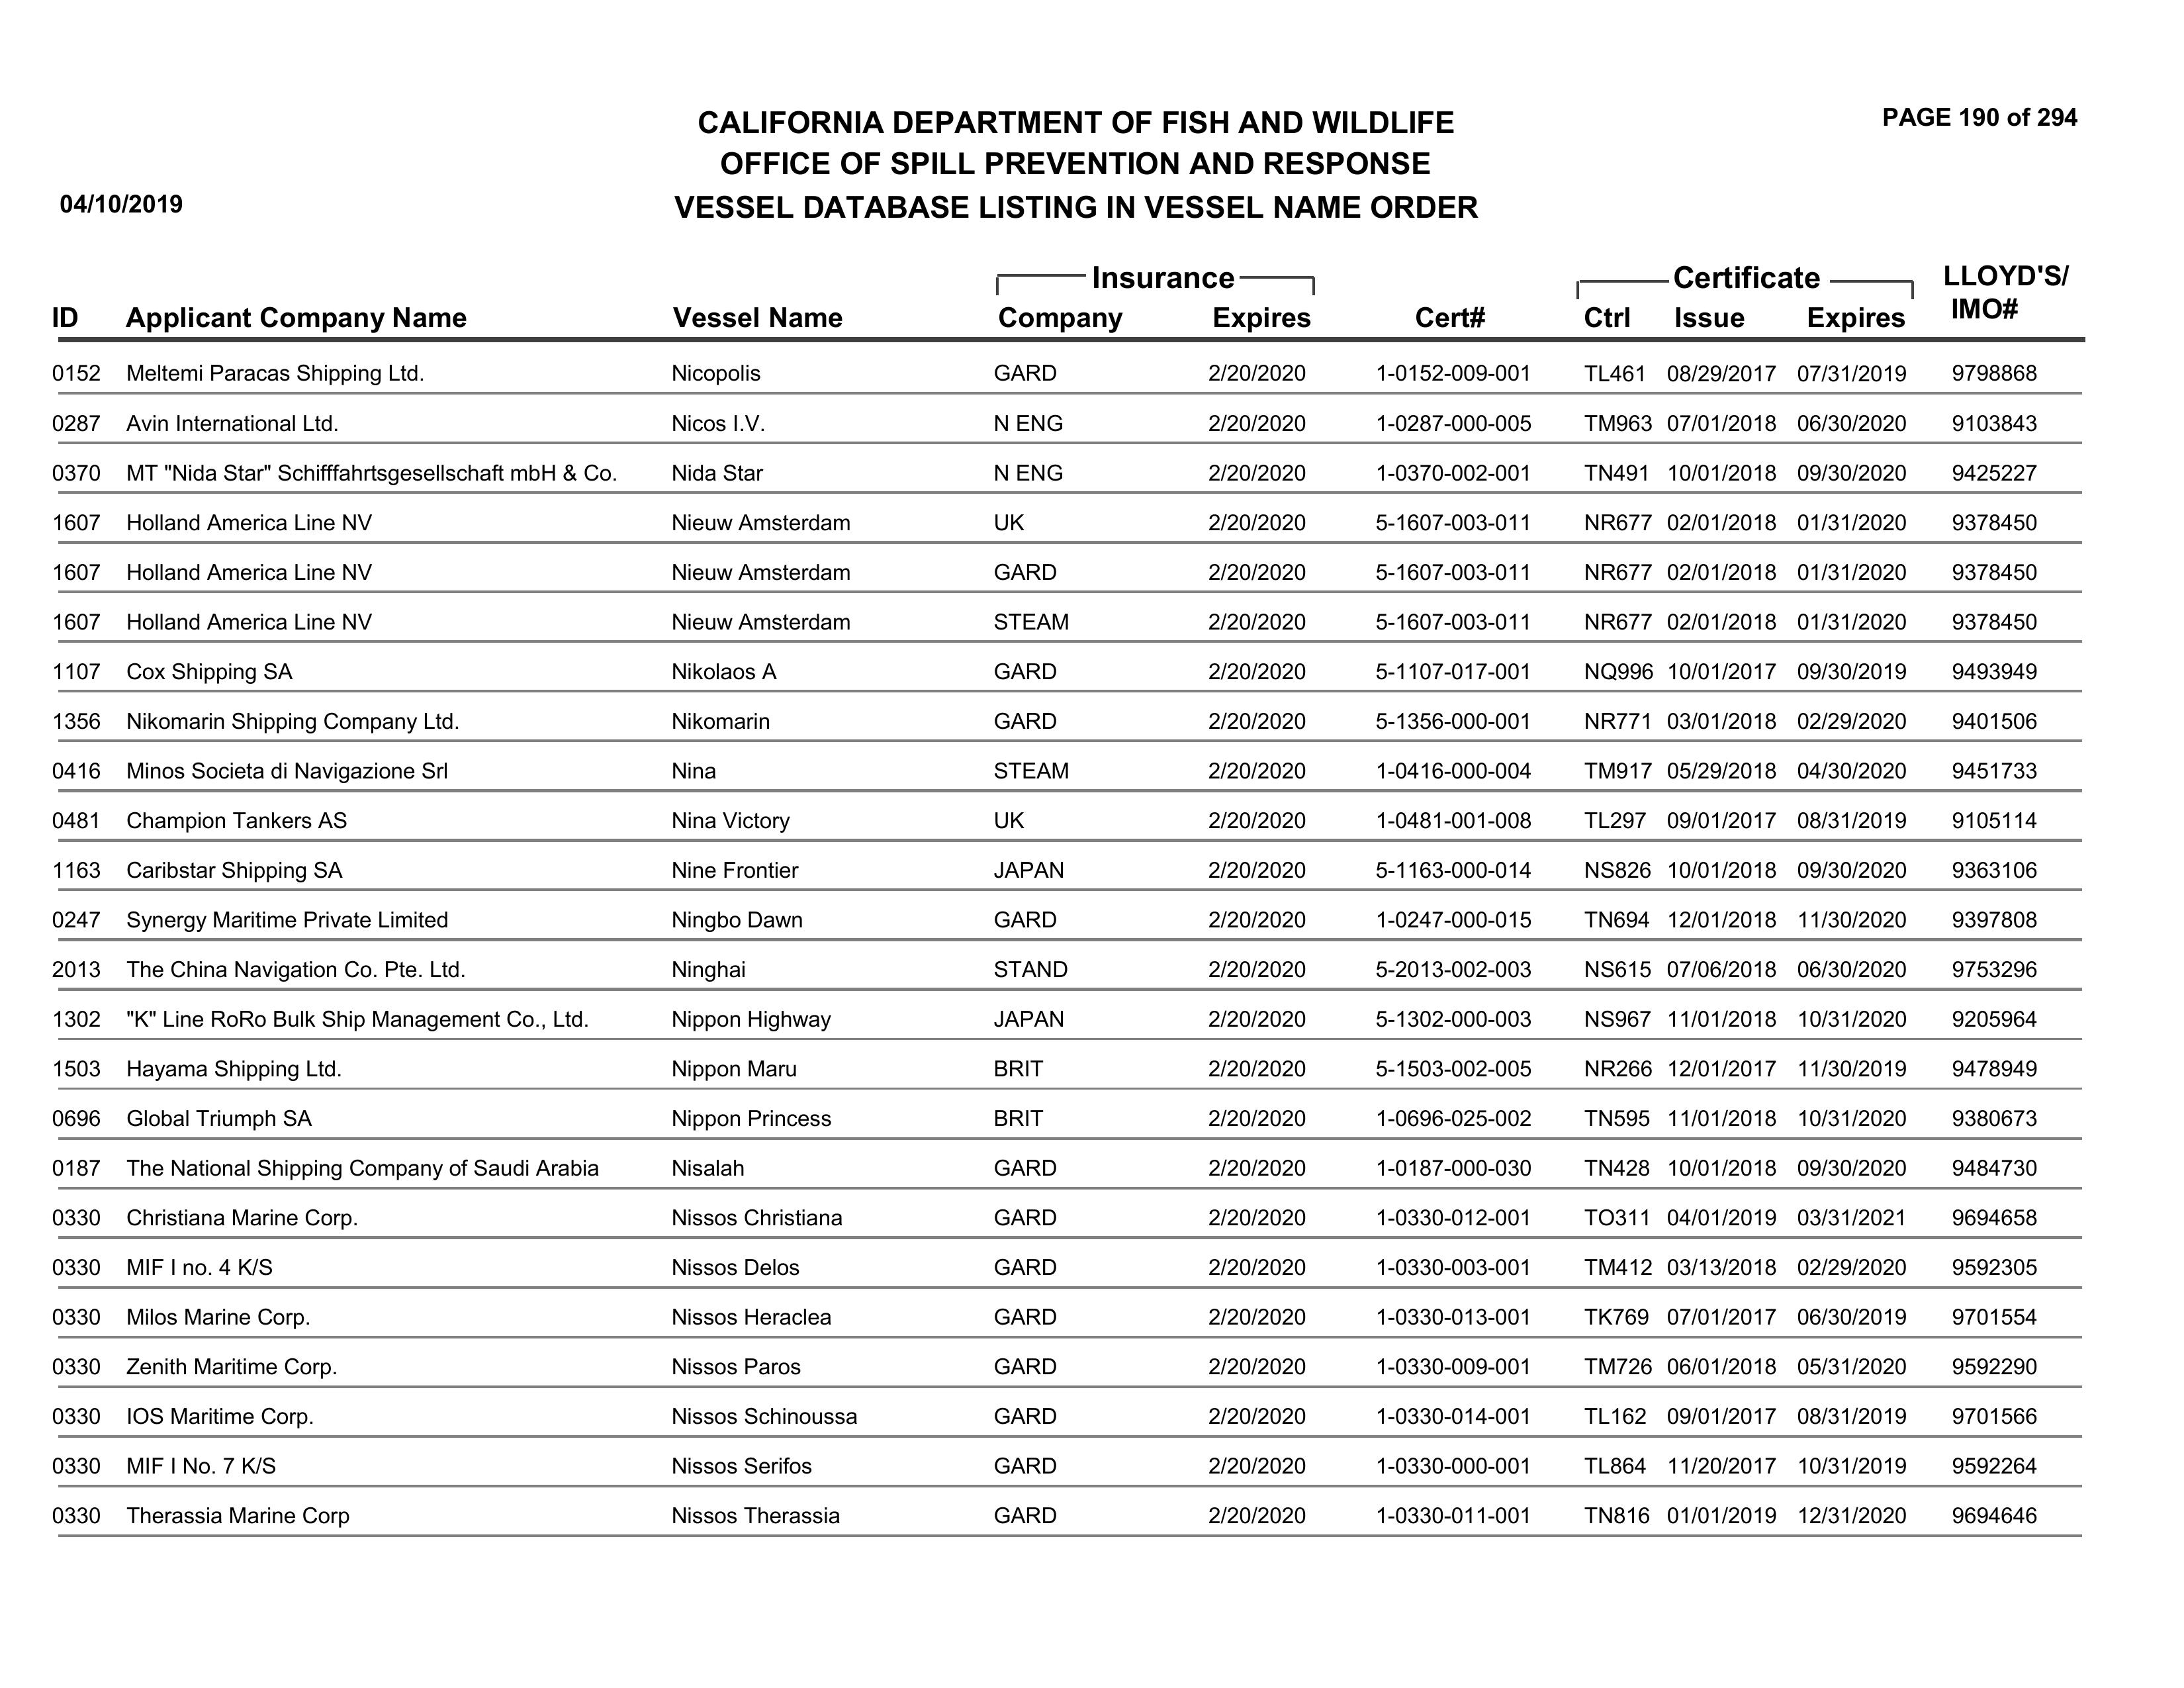 PAGE 190 of 294
CALIFORNIA DEPARTMENT OF FISH AND WILDLIFE
OFFICE OF SPILL PREVENTION AND RESPONSE
04/10/2019 VESSEL DATABASE LISTING IN VESSEL NAME ORDER
Insurance Certificate LLOYD'S/
ID Applicant Company Name Vessel Name Company Expires Cert# Ctrl Issue Expires IMO#
0152 Meltemi Paracas Shipping Ltd. Nicopolis GARD 2/20/2020 1-0152-009-001 TL461 08/29/2017 07/31/2019 9798868
0287 Avin International Ltd. Nicos I.V. N ENG 2/20/2020 1-0287-000-005 TM963 07/01/2018 06/30/2020 9103843
0370 MT "Nida Star" Schifffahrtsgesellschaft mbH & Co. Nida Star N ENG 2/20/2020 1-0370-002-001 TN491 10/01/2018 09/30/2020 9425227
1607 Holland America Line NV Nieuw Amsterdam UK 2/20/2020 5-1607-003-011 NR677 02/01/2018 01/31/2020 9378450
1607 Holland America Line NV Nieuw Amsterdam GARD 2/20/2020 5-1607-003-011 NR677 02/01/2018 01/31/2020 9378450
1607 Holland America Line NV Nieuw Amsterdam STEAM 2/20/2020 5-1607-003-011 NR677 02/01/2018 01/31/2020 9378450
1107 Cox Shipping SA Nikolaos A GARD 2/20/2020 5-1107-017-001 NQ996 10/01/2017 09/30/2019 9493949
1356 Nikomarin Shipping Company Ltd. Nikomarin GARD 2/20/2020 5-1356-000-001 NR771 03/01/2018 02/29/2020 9401506
0416 Minos Societa di Navigazione Srl Nina STEAM 2/20/2020 1-0416-000-004 TM917 05/29/2018 04/30/2020 9451733
0481 Champion Tankers AS Nina Victory UK 2/20/2020 1-0481-001-008 TL297 09/01/2017 08/31/2019 9105114
1163 Caribstar Shipping SA Nine Frontier JAPAN 2/20/2020 5-1163-000-014 NS826 10/01/2018 09/30/2020 9363106
0247 Synergy Maritime Private Limited Ningbo Dawn GARD 2/20/2020 1-0247-000-015 TN694 12/01/2018 11/30/2020 9397808
2013 The China Navigation Co. Pte. Ltd. Ninghai STAND 2/20/2020 5-2013-002-003 NS615 07/06/2018 06/30/2020 9753296
1302 "K" Line RoRo Bulk Ship Management Co., Ltd. Nippon Highway JAPAN 2/20/2020 5-1302-000-003 NS967 11/01/2018 10/31/2020 9205964
1503 Hayama Shipping Ltd. Nippon Maru BRIT 2/20/2020 5-1503-002-005 NR266 12/01/2017 11/30/2019 9478949
0696 Global Triumph SA Nippon Princess BRIT 2/20/2020 1-0696-025-002 TN595 11/01/2018 10/31/2020 9380673
0187 The National Shipping Company of Saudi Arabia Nisalah GARD 2/20/2020 1-0187-000-030 TN428 10/01/2018 09/30/2020 9484730
0330 Christiana Marine Corp. Nissos Christiana GARD 2/20/2020 1-0330-012-001 TO311 04/01/2019 03/31/2021 9694658
0330 MIF I no. 4 K/S Nissos Delos GARD 2/20/2020 1-0330-003-001 TM412 03/13/2018 02/29/2020 9592305
0330 Milos Marine Corp. Nissos Heraclea GARD 2/20/2020 1-0330-013-001 TK769 07/01/2017 06/30/2019 9701554
0330 Zenith Maritime Corp. Nissos Paros GARD 2/20/2020 1-0330-009-001 TM726 06/01/2018 05/31/2020 9592290
0330 IOS Maritime Corp. Nissos Schinoussa GARD 2/20/2020 1-0330-014-001 TL162 09/01/2017 08/31/2019 9701566
0330 MIF I No. 7 K/S Nissos Serifos GARD 2/20/2020 1-0330-000-001 TL864 11/20/2017 10/31/2019 9592264
0330 Therassia Marine Corp Nissos Therassia GARD 2/20/2020 1-0330-011-001 TN816 01/01/2019 12/31/2020 9694646